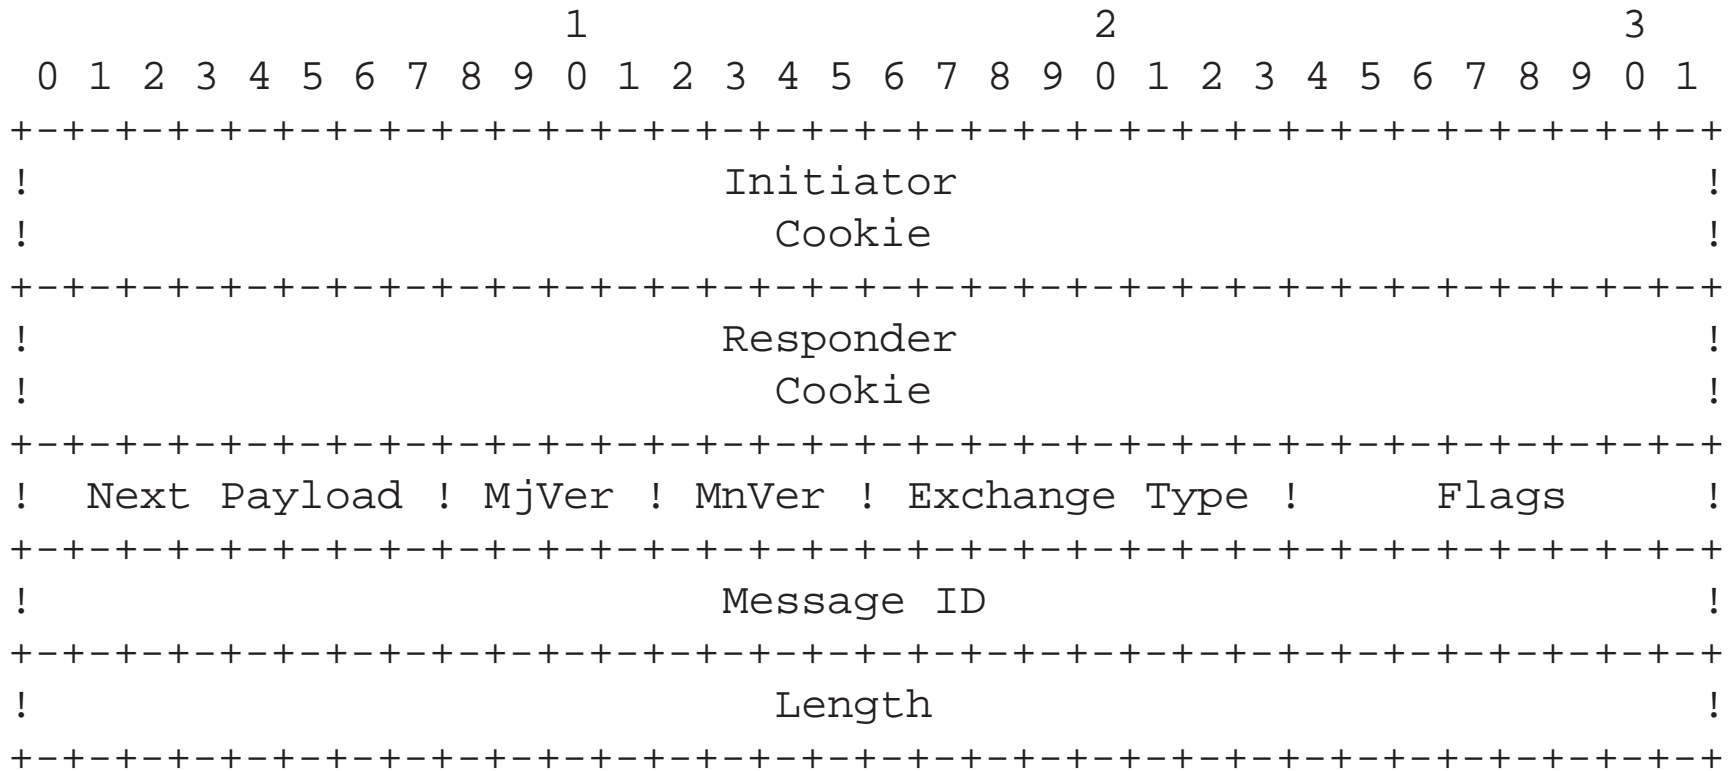 1                   2                   3
 0 1 2 3 4 5 6 7 8 9 0 1 2 3 4 5 6 7 8 9 0 1 2 3 4 5 6 7 8 9 0 1
+-+-+-+-+-+-+-+-+-+-+-+-+-+-+-+-+-+-+-+-+-+-+-+-+-+-+-+-+-+-+-+-+
!                          Initiator                            !
!                            Cookie                             !
+-+-+-+-+-+-+-+-+-+-+-+-+-+-+-+-+-+-+-+-+-+-+-+-+-+-+-+-+-+-+-+-+
!                          Responder                            !
!                            Cookie                             !
+-+-+-+-+-+-+-+-+-+-+-+-+-+-+-+-+-+-+-+-+-+-+-+-+-+-+-+-+-+-+-+-+
!  Next Payload ! MjVer ! MnVer ! Exchange Type !     Flags     !
+-+-+-+-+-+-+-+-+-+-+-+-+-+-+-+-+-+-+-+-+-+-+-+-+-+-+-+-+-+-+-+-+
!                          Message ID                           !
+-+-+-+-+-+-+-+-+-+-+-+-+-+-+-+-+-+-+-+-+-+-+-+-+-+-+-+-+-+-+-+-+
!                            Length                             !
+-+-+-+-+-+-+-+-+-+-+-+-+-+-+-+-+-+-+-+-+-+-+-+-+-+-+-+-+-+-+-+-+